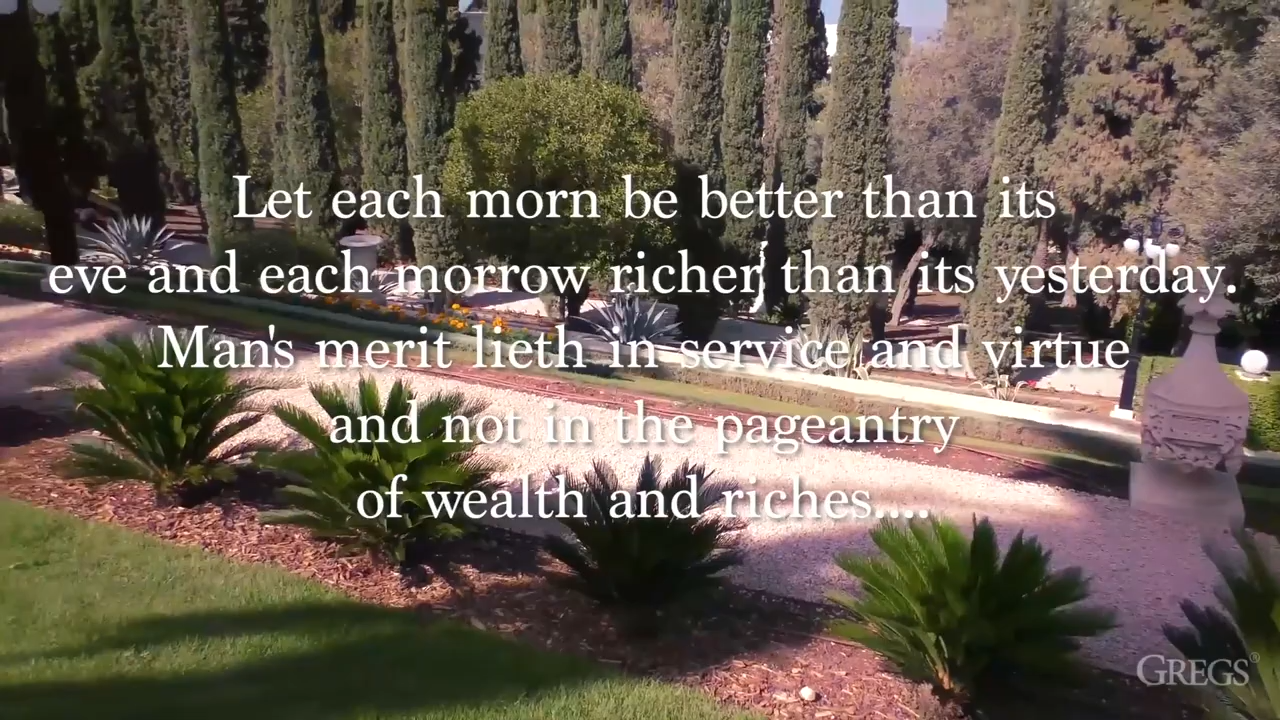 Let each morn be better than its
eve and each morrow richer than its yesterday.
Man's merit lieth in service and virtue
and not in the pageantry
of wealth and riches....
GREGS®